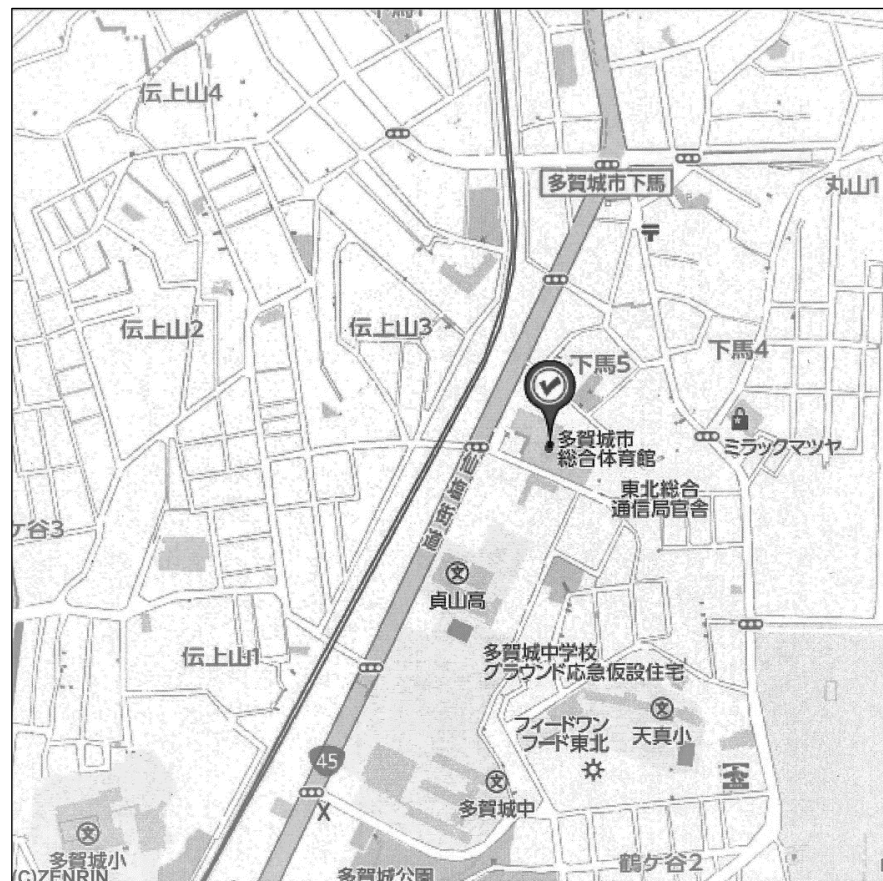 伝上山4
多賀城市下馬
丸山1
伝上山2
伝上山3
下馬5
下馬4
多賀城市
総合体育館
ミラックマツヤ
東北総合
通信局官舎
仙塩街道
ケ谷3
貞山高
伝上山1
多賀城中学校
グラウンド応急仮設住宅
フィードワン
フード東北
天真小
45
多賀城中
多賀城小
多賀城公園
鶴ケ谷2
(C)ZENRIN